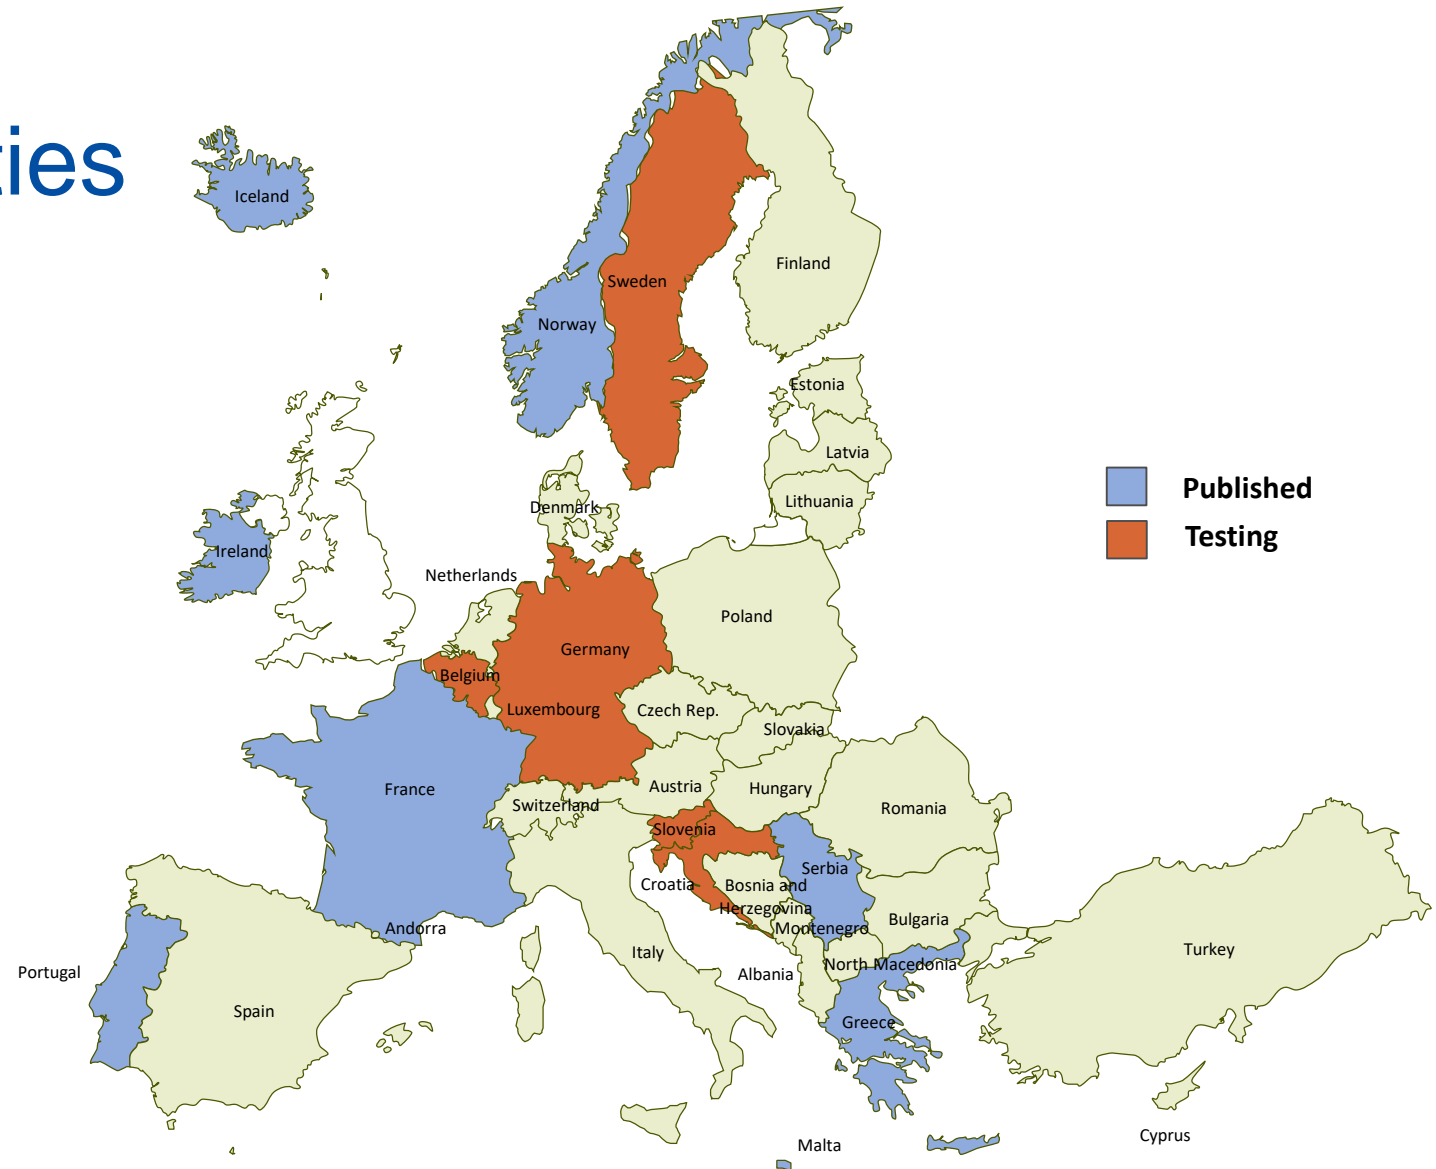 ties
Iceland
Finland
Sweden
Norway
Estonia
Latvia
Lithuania
Published
Testing
Denmark
Ireland
Netherlands
Poland
Germany
Belgium
Luxembourg
Czech Rep.
Slovakia
France
Austria
Hungary
Switzerland
Romania
Slovenia
Serbia
Croatia
Bosnia and
Herzegovina
Bulgaria
Montenegro
Andorra
Italy
Turkey
North Macedonia
Albania
Portugal
Spain
Greece
Cyprus
Malta